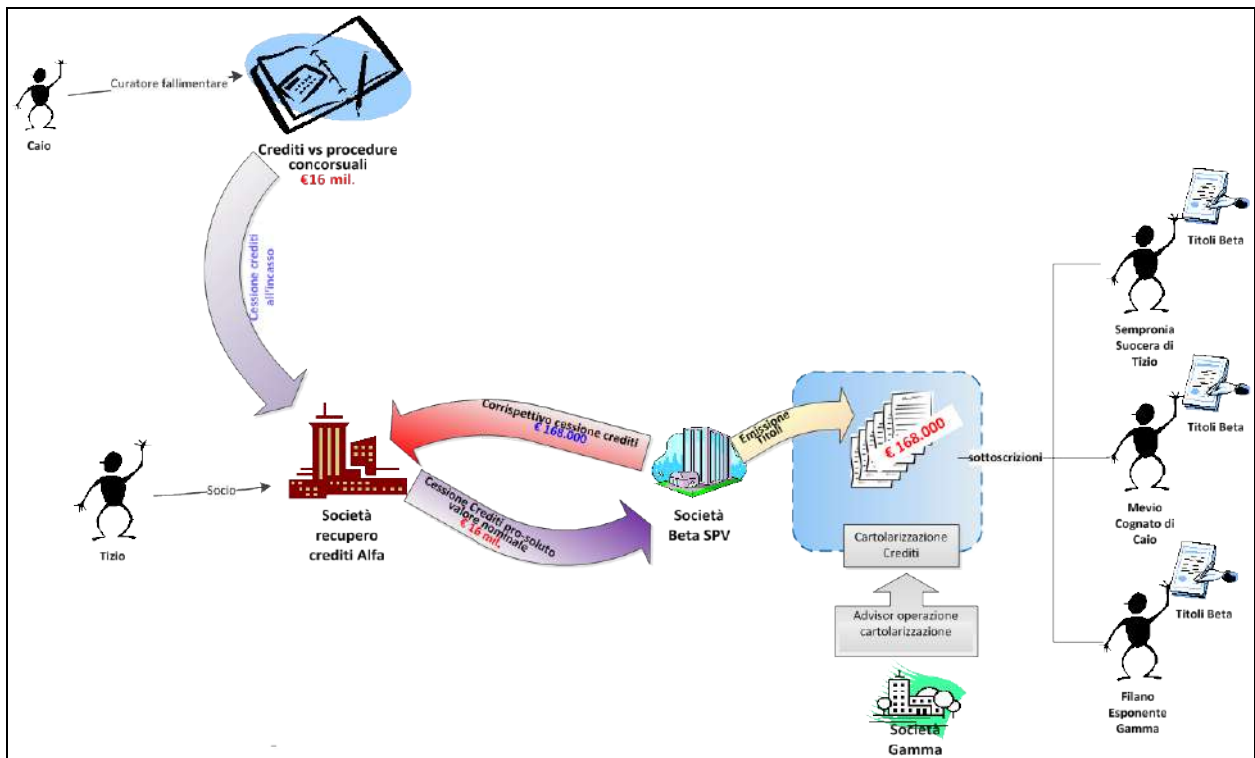 Caio
Curatore fallimentare
Crediti vs procedure
concorsuali
€16 mil.
Cessione crediti
all'incasso
Tizio
Socio
Società
recupero
crediti Alfa
Corrispettivo cessione crediti
€ 168.000
Cessione Crediti pro-soluto
valore nominale
€ 16 mil.
Società
Beta SPV
Emissione
Titoli
€ 168.000
Cartolarizzazione
Crediti
Advisor operazione
cartolarizzazione
Società
Gamma
sottoscrizioni
Titoli Beta
Sempronia
Suocera di
Tizio
Titoli Beta
Mevio
Cognato di
Caio
Titoli Beta
Filano
Esponente
Gamma